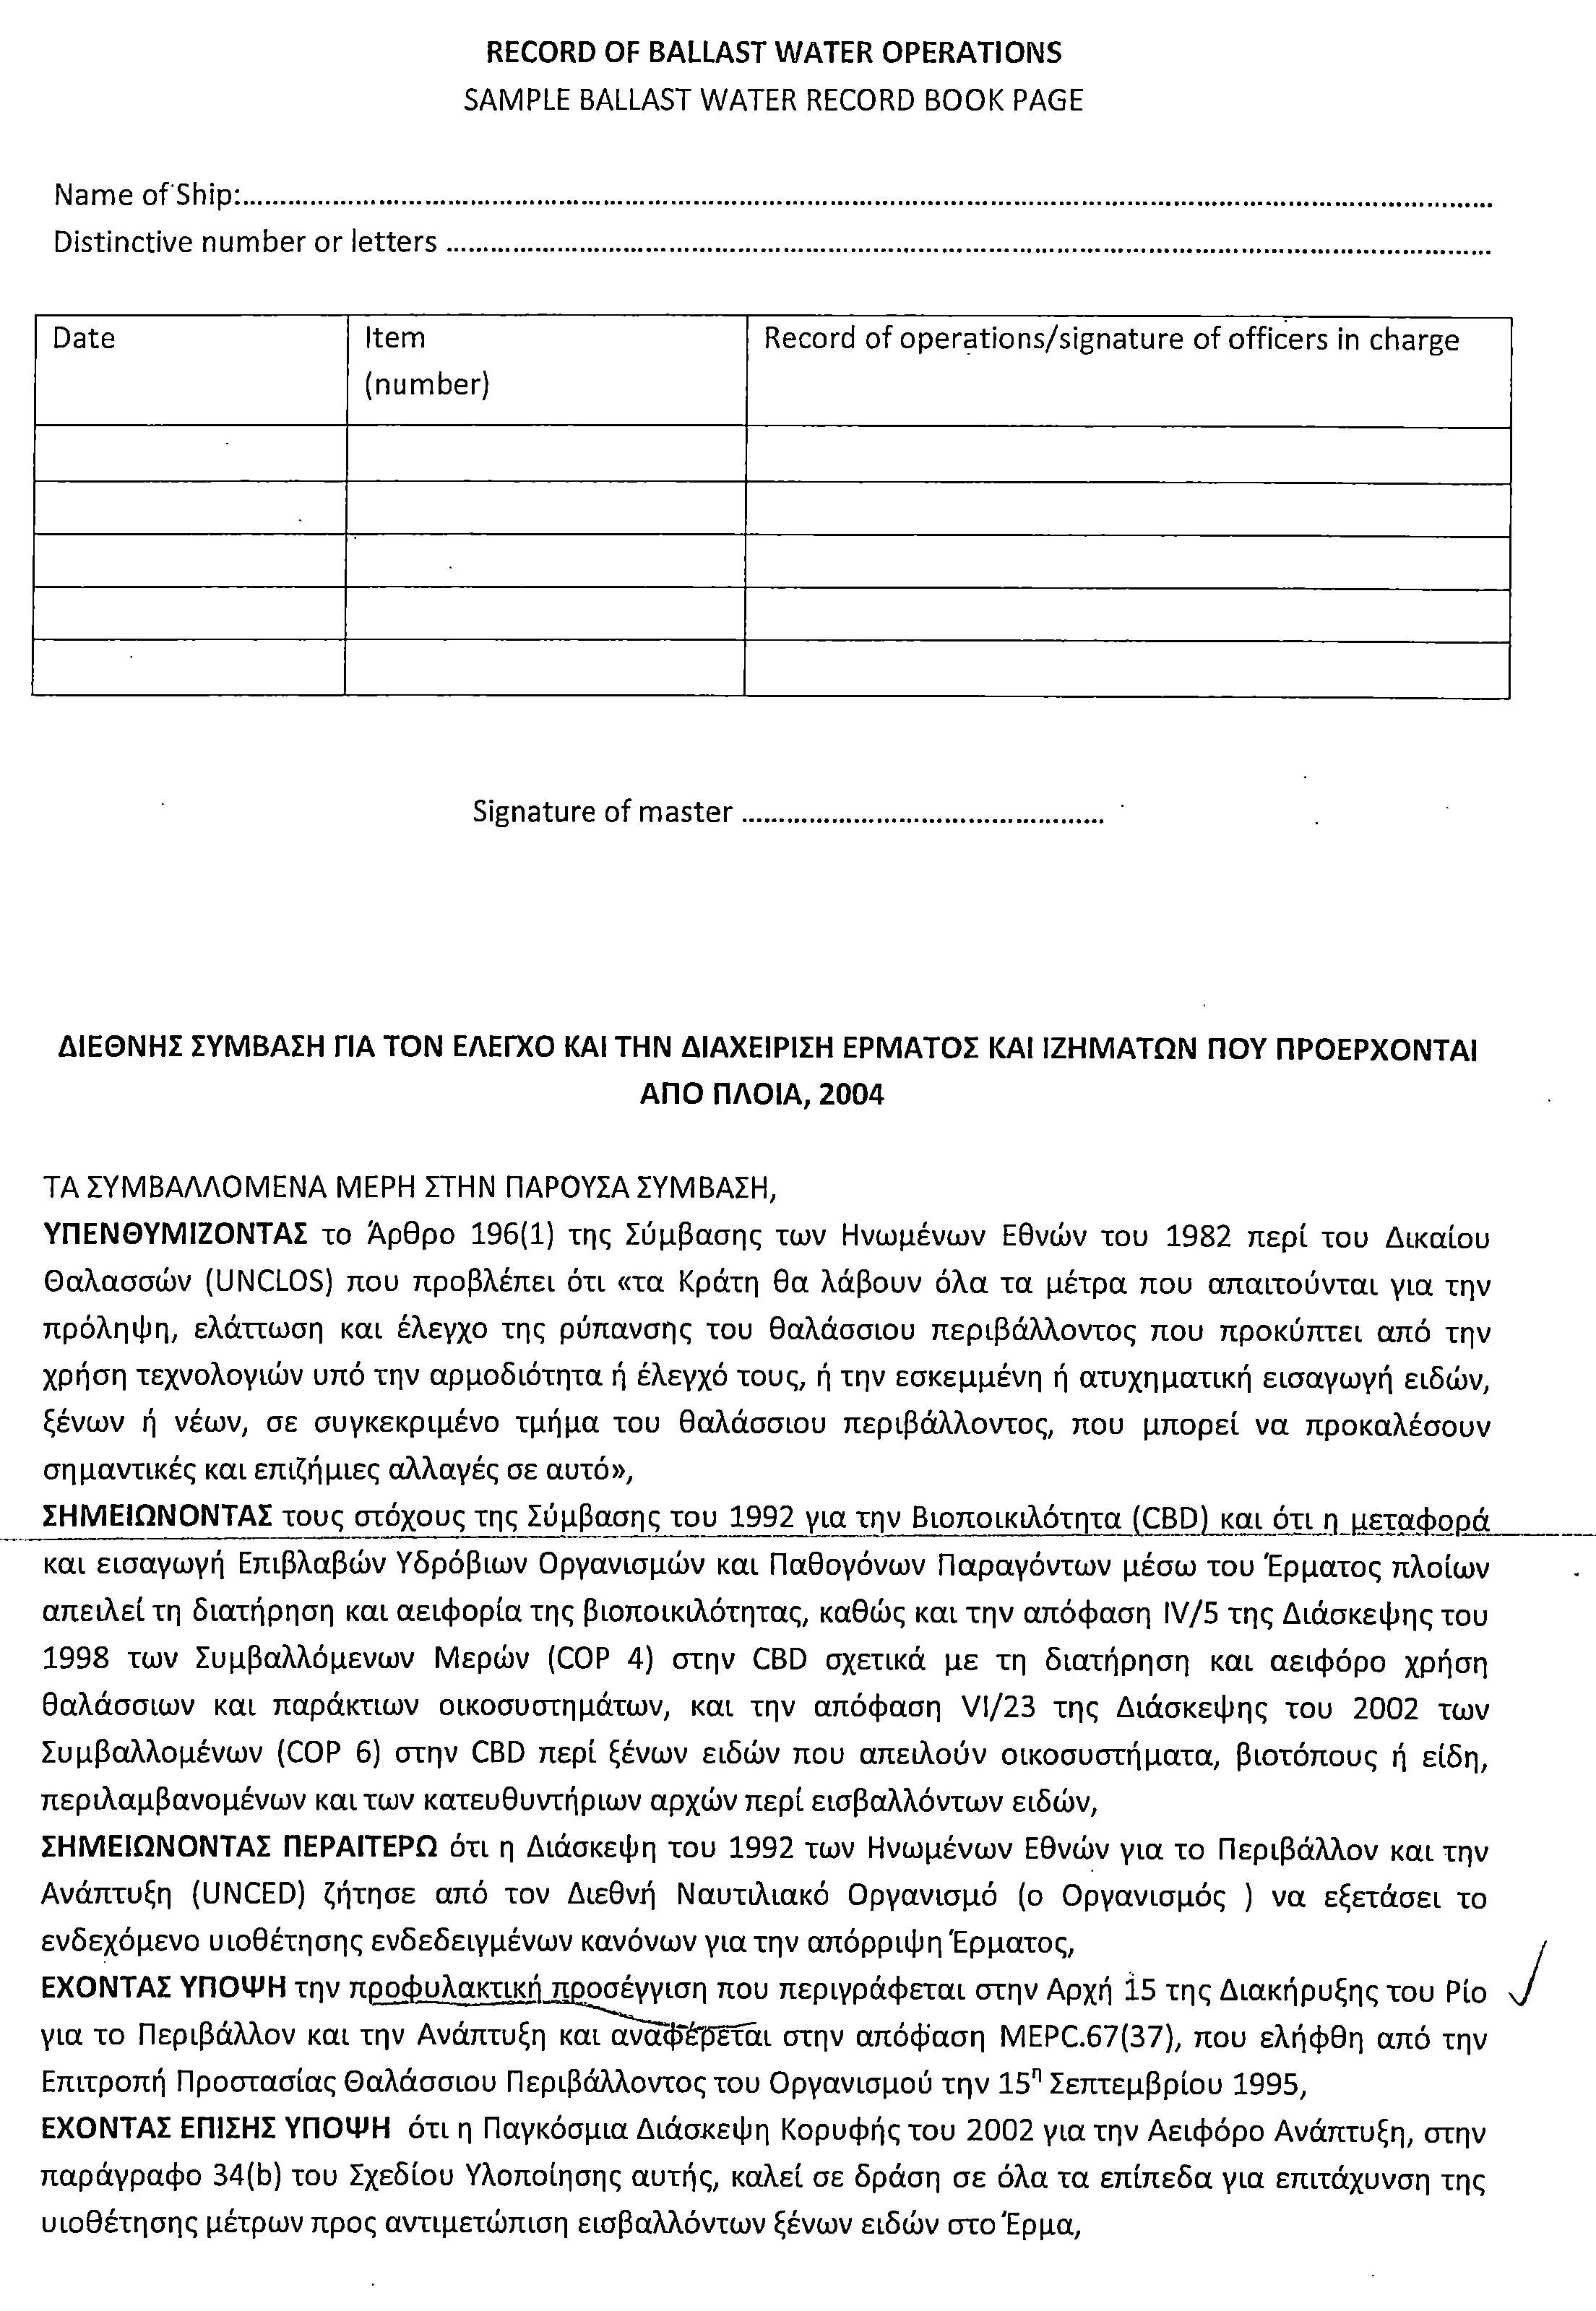 RECORD OF BALLAST WATER OPERATIONS
SAMPLE BALLAST WATER RECORD BOOK PAGE
Name of Ship:..........................................................................
Distinctive number or letters ..........................................................................
Date Item Record of operations/signature of officers in charge
(number)
Signature of master ................................................
ΔΙΕΘΝΗΣ ΣΥΜΒΑΣΗ ΓΙΑ ΤΟΝ ΕΛΕΓΧΟ ΚΑΙ ΤΗΝ ΔΙΑΧΕΙΡΙΣΗ ΕΡΜΑΤΟΣ ΚΑΙ ΙΖΗΜΑΤΩΝ ΠΟΥ ΠΡΟΕΡΧΟΝΤΑΙ
ΑΠΟ ΠΛΟΙΑ, 2004
ΤΑ ΣΥΜΒΑΛΛΟΜΕΝΑ ΜΕΡΗ ΣΤΗΝ ΠΑΡΟΥΣΑ ΣΥΜΒΑΣΗ,
ΥΠΕΝΘΥΜΙΖΟΝΤΑΣ το Άρθρο 196(1) της Σύμβασης των Ηνωμένων Εθνών του 1982 περί του Δικαίου
Θαλασσών (UNCLOS) που προβλέπει ότι «τα Κράτη θα λάβουν όλα τα μέτρα που απαιτούνται για την
πρόληψη, ελάττωση και έλεγχο της ρύπανσης του θαλάσσιου περιβάλλοντος που προκύπτει από την
χρήση τεχνολογιών υπό την αρμοδιότητα ή έλεγχό τους, ή την εσκεμμένη ή ατυχηματική εισαγωγή ειδών,
ξένων ή νέων, σε συγκεκριμένο τμήμα του θαλάσσιου περιβάλλοντος, που μπορεί να προκαλέσουν
σημαντικές και επιζήμιες αλλαγές σε αυτό»,
ΣΗΜΕΙΩΝΟΝΤΑΣ τους στόχους της Σύμβασης του 1992 για την Βιοποικιλότητα (CBD) και ότι η μεταφορά
και εισαγωγή Επιβλαβών Υδρόβιων Οργανισμών και Παθογόνων Παραγόντων μέσω του Έρματος πλοίων
απειλεί τη διατήρηση και αειφορία της βιοποικιλότητας, καθώς και την απόφαση IV/5 της Διάσκεψης του
1998 των Συμβαλλόμενων Μερών (COP 4) στην CBD σχετικά με τη διατήρηση και αειφόρο χρήση
θαλάσσιων και παράκτιων οικοσυστημάτων, και την απόφαση VI/23 της Διάσκεψης του 2002 των
Συμβαλλομένων (COP 6) στην CBD περί ξένων ειδών που απειλούν οικοσυστήματα, βιοτόπους ή είδη,
περιλαμβανομένων και των κατευθυντήριων αρχών περί εισβαλλόντων ειδών,
ΣΗΜΕΙΩΝΟΝΤΑΣ ΠΕΡΑΙΤΕΡΩ ότι η Διάσκεψη του 1992 των Ηνωμένων Εθνών για το Περιβάλλον και την
Ανάπτυξη (UNCED) ζήτησε από τον Διεθνή Ναυτιλιακό Οργανισμό (ο Οργανισμός ) να εξετάσει το
ενδεχόμενο υιοθέτησης ενδεδειγμένων κανόνων για την απόρριψη Έρματος,
ΕΧΟΝΤΑΣ ΥΠΟΨΗ την προφυλακτική προσέγγιση που περιγράφεται στην Αρχή 15 της Διακήρυξης του Ρίο
για το Περιβάλλον και την Ανάπτυξη και αναφέρεται στην απόφαση MEPC.67(37), που ελήφθη από την
Επιτροπή Προστασίας Θαλάσσιου Περιβάλλοντος του Οργανισμού την 15η Σεπτεμβρίου 1995,
ΕΧΟΝΤΑΣ ΕΠΙΣΗΣ ΥΠΟΨΗ ότι η Παγκόσμια Διάσκεψη Κορυφής του 2002 για την Αειφόρο Ανάπτυξη, στην
παράγραφο 34(b) του Σχεδίου Υλοποίησης αυτής, καλεί σε δράση σε όλα τα επίπεδα για επιτάχυνση της
υιοθέτησης μέτρων προς αντιμετώπιση εισβαλλόντων ξένων ειδών στο Έρμα,